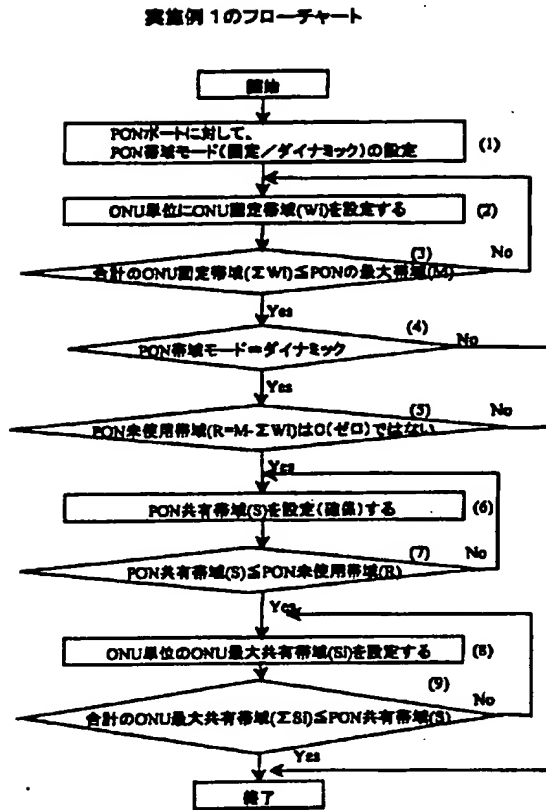 実施例1のフローチャート
開始
PONポートに対して、
PON帯域モード(固定/ダイナミック)の設定
(1)
ONU単位にONU固定帯域(Wi)を設定する
(2)
(3)
No
合計のONU固定帯域(ΣWi)≦PONの最大帯域(M)
Yes
(4)
No
PON帯域モード=ダイナミック
Yes
(5)
No
PON未使用帯域(R=M-ΣWi)は0(ゼロ)ではない
Yes
PON共有帯域(S)を設定(確保)する
(6)
(7)
No
PON共有帯域(S)≦PON未使用帯域(R)
Yes
ONU単位のONU最大共有帯域(Si)を設定する
(8)
(9)
No
合計のONU最大共有帯域(ΣSi)≦PON共有帯域(S)
Yes
終了